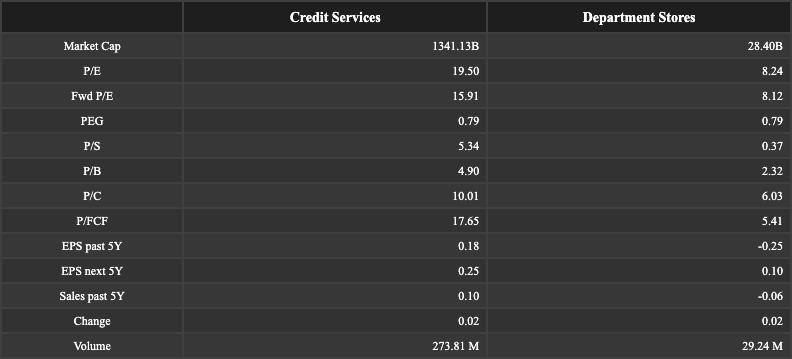 Credit Services Department Stores
Market Cap 1341.13B 28.40B
P/E 19.50 8.24
Fwd P/E 15.91 8.12
PEG 0.79 0.79
P/S 5.34 0.37
P/B 4.90 2.32
P/C 10.01 6.03
P/FCF 17.65 5.41
EPS past 5Y 0.18 -0.25
EPS next 5Y 0.25 0.10
Sales past 5Y 0.10 -0.06
Change 0.02 0.02
Volume 273.81 M 29.24 M